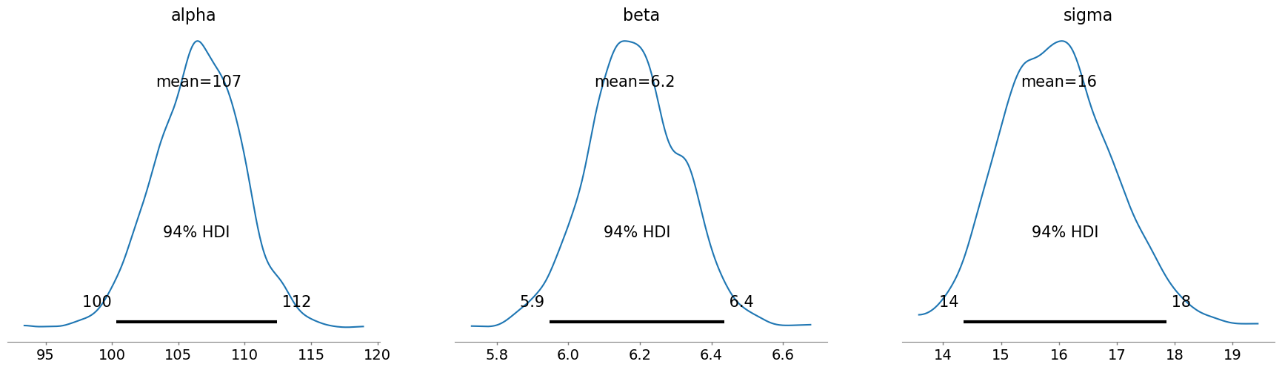 alpha
mean=107
94% HDI
100
112
95 100 105 110 115 120
beta
mean=6.2
94% HDI
5.9
6.4
5.8 6.0 6.2 6.4 6.6
sigma
mean=16
94% HDI
14
18
14 15 16 17 18 19